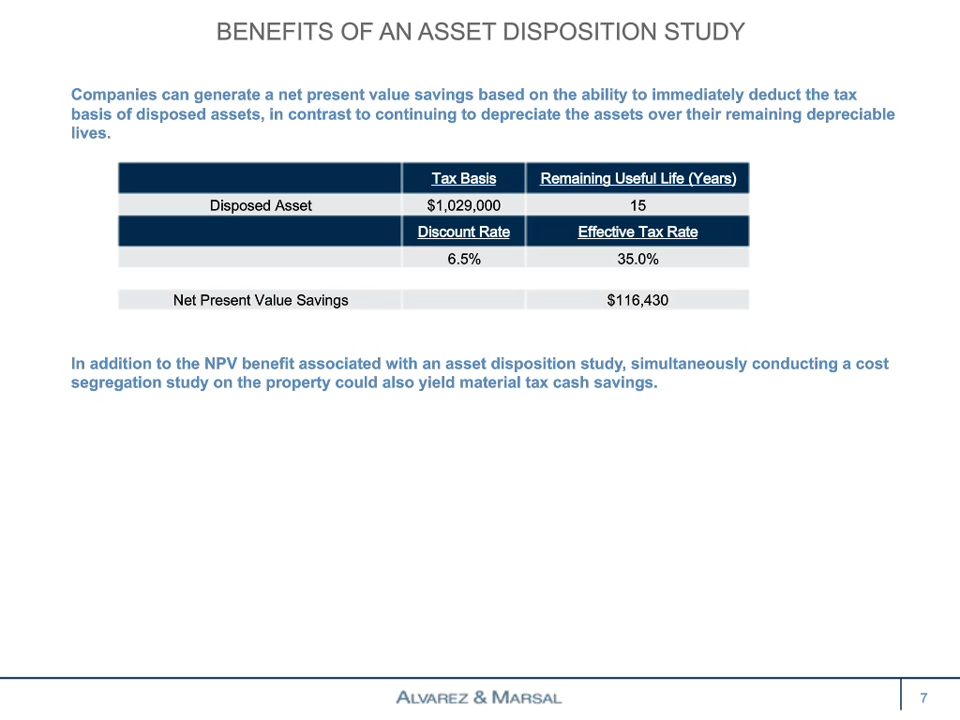 BENEFITS OF AN ASSET DISPOSITION STUDY
Companies can generate a net present value savings based on the ability to immediately deduct the tax
basis of disposed assets, in contrast to continuing to depreciate the assets over their remaining depreciable
lives.
Tax Basis Remaining Useful Life (Years)
Disposed Asset $1,029,000 15
Discount Rate Effective Tax Rate
6.5% 35.0%
Net Present Value Savings $116,430
In addition to the NPV benefit associated with an asset disposition study, simultaneously conducting a cost
segregation study on the property could also yield material tax cash savings.
ALVAREZ & MARSAL
7